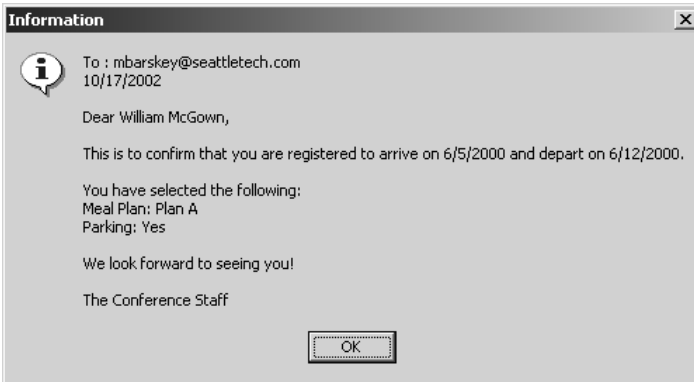 Information
To : mbarskey@seattletech.com
10/17/2002
Dear William McGown,
This is to confirm that you are registered to arrive on 6/5/2000 and depart on 6/12/2000.
You have selected the following:
Meal Plan: Plan A
Parking: Yes
We look forward to seeing you!
The Conference Staff
OK